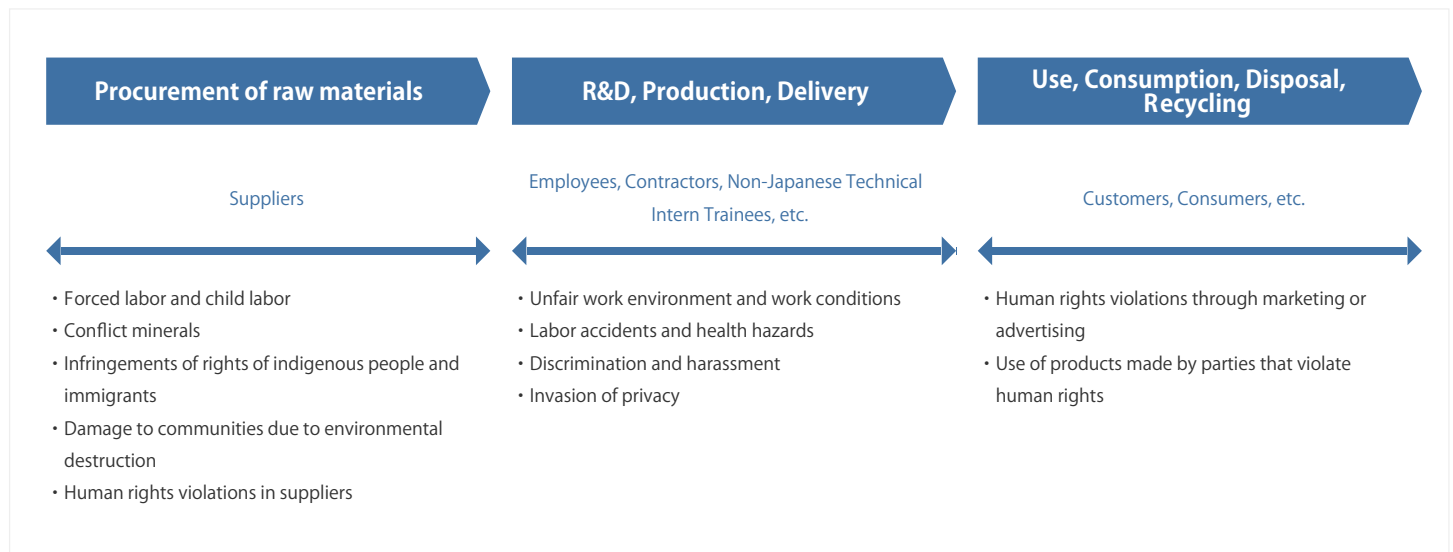 Procurement of raw materials
Suppliers
・Forced labor and child labor
・Conflict minerals
・Infringements of rights of indigenous people and
immigrants
・Damage to communities due to environmental
destruction
・Human rights violations in suppliers
R&D, Production, Delivery
Employees, Contractors, Non-Japanese Technical
Intern Trainees, etc.
・Unfair work environment and work conditions
・Labor accidents and health hazards
・Discrimination and harassment
・Invasion of privacy
Use, Consumption, Disposal,
Recycling
Customers, Consumers, etc.
・Human rights violations through marketing or
advertising
・Use of products made by parties that violate
human rights